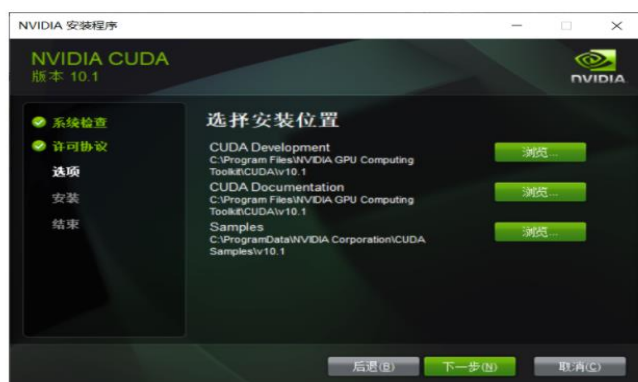 NVIDIA 安装程序
NVIDIA CUDA
版本 10.1
NVIDIA.
系统检查
许可协议
选项
安装
结束
选择安装位置
CUDA Development
C:\Program Files\NVIDIA GPU Computing
Toolkit\CUDA\v10.1
浏览...
CUDA Documentation
C:\Program Files\NVIDIA GPU Computing
Toolkit\CUDA\v10.1
浏览...
Samples
C:\ProgramData\NVIDIA Corporation\CUDA
Samples\v10.1
浏览...
后退(B)
下一步(N)
取消(C)